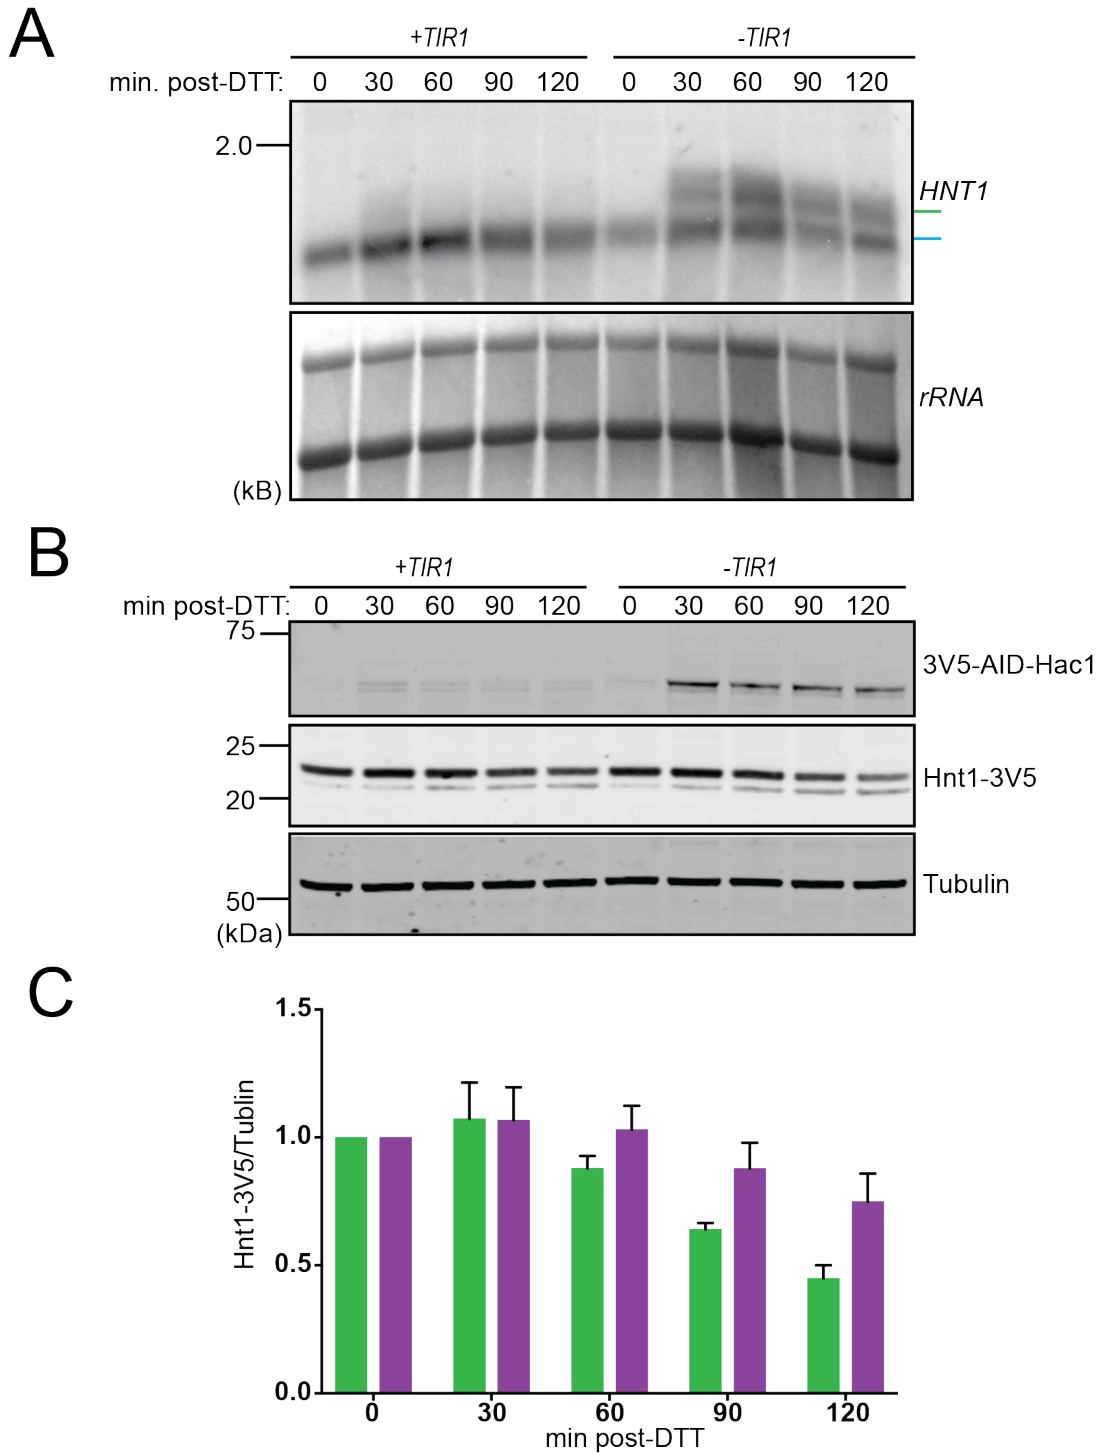 A
+TIR1 -TIR1
min. post-DTT: 0 30 60 90 120 0 30 60 90 120
2.0
HNT1
rRNA
(kB)
B
+TIR1 -TIR1
min post-DTT: 0 30 60 90 120 0 30 60 90 120
75
3V5-AID-Hac1
25
Hnt1-3V5
20
Tubulin
50
(kDa)
C
1.5
1.0
0.5
0.0
Hnt1-3V5/Tublin
0 30 60 90 120
min post-DTT